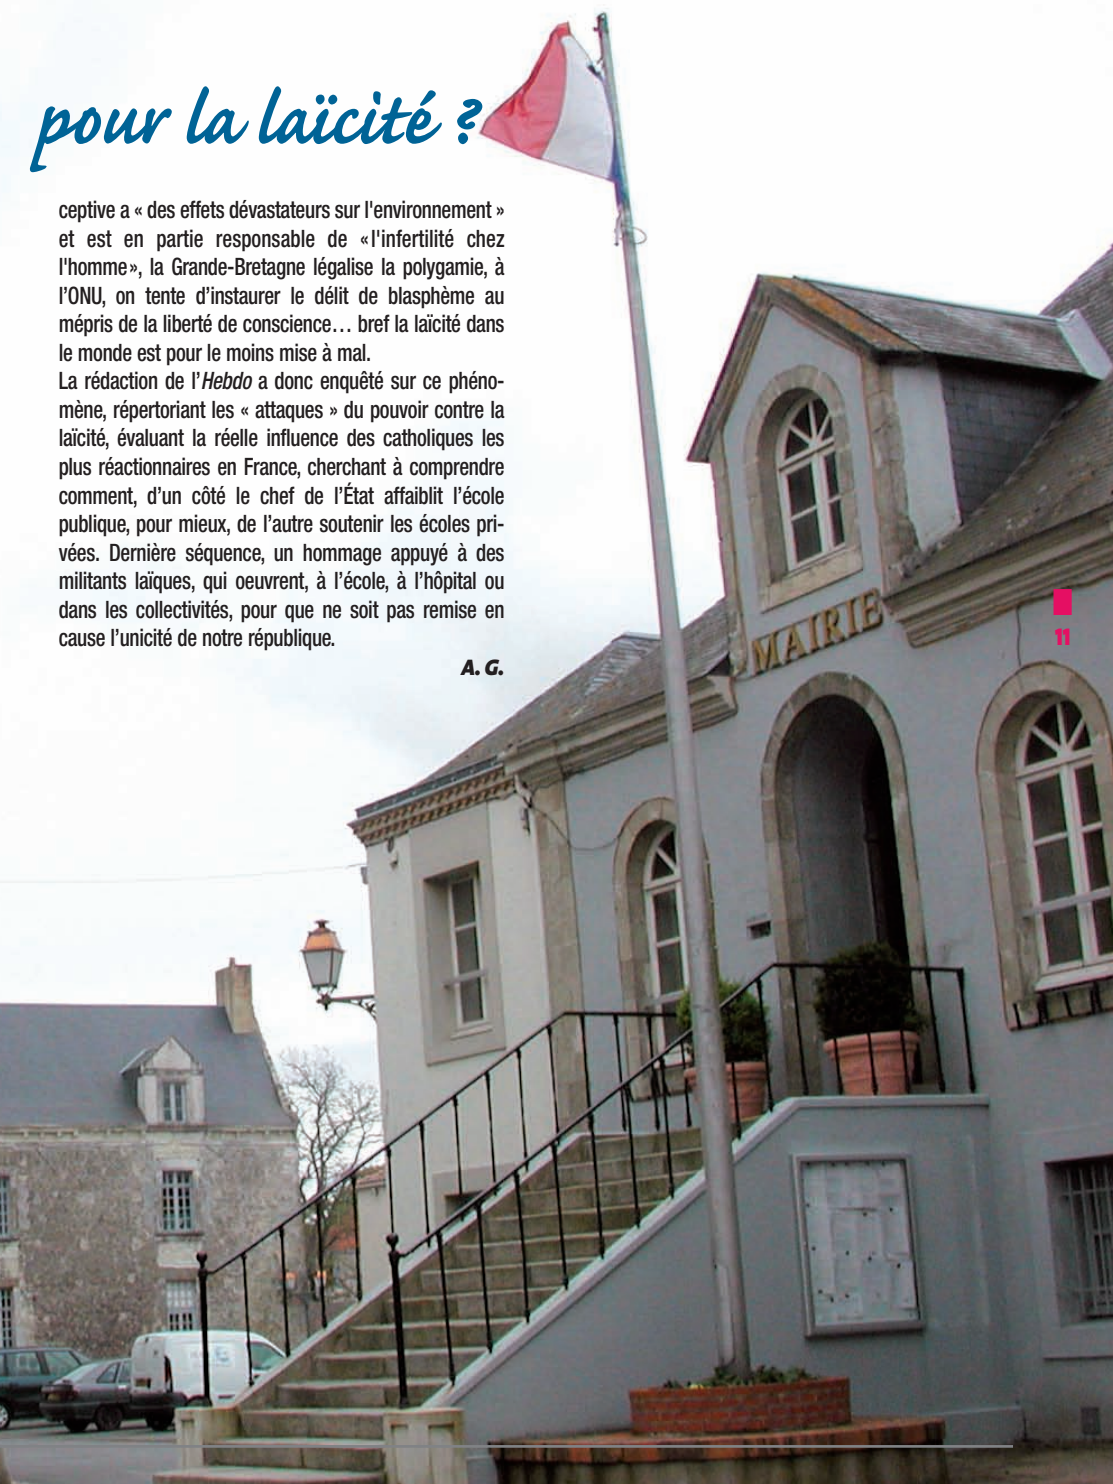 pour la laïcité ?
ceptive a « des effets dévastateurs sur l'environnement »
et est en partie responsable de «l'infertilité chez
l'homme», la Grande-Bretagne légalise la polygamie, à
l’ONU, on tente d’instaurer le délit de blasphème au
mépris de la liberté de conscience… bref la laïcité dans
le monde est pour le moins mise à mal.
La rédaction de l’Hebdo a donc enquêté sur ce phéno-
mène, répertoriant les « attaques » du pouvoir contre la
laïcité, évaluant la réelle influence des catholiques les
plus réactionnaires en France, cherchant à comprendre
comment, d’un côté le chef de l’État affaiblit l’école
publique, pour mieux, de l’autre soutenir les écoles pri-
vées. Dernière séquence, un hommage appuyé à des
militants laïques, qui oeuvrent, à l’école, à l’hôpital ou
dans les collectivités, pour que ne soit pas remise en
cause l’unicité de notre république.
A. G.
MAIRIE
11